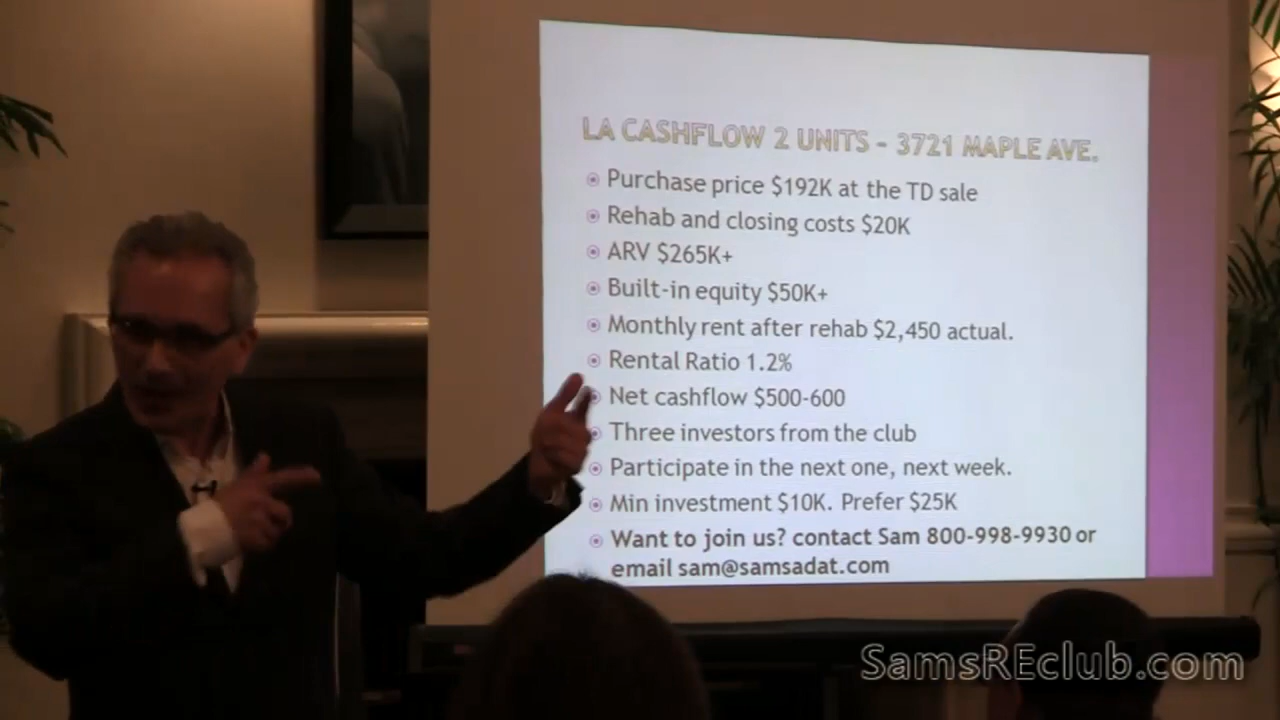 LA CASHFLOW 2 UNITS - 3721 MAPLE AVE.
Purchase price $192K at the TD sale
Rehab and closing costs $20K
ARV $265K+
Built-in equity $50K+
Monthly rent after rehab $2,450 actual.
Rental Ratio 1.2%
Net cashflow $500-600
Three investors from the club
Participate in the next one, next week.
Min investment $10K. Prefer $25K
Want to join us? contact Sam 800-998-9930 or
email sam@samsadat.com
SamsREclub.com